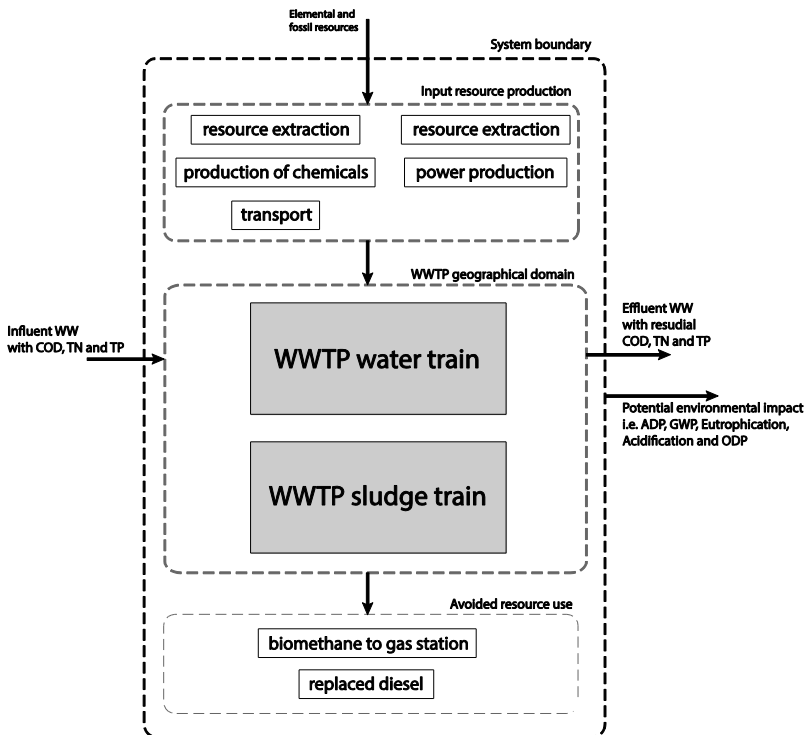 Elemental and
fossil resources
System boundary
Input resource production
resource extraction
resource extraction
production of chemicals
power production
transport
WWTP geographical domain
Influent WW
with COD, TN and TP
WWTP water train
Effluent WW
with resudial
COD, TN and TP
Potential environmental impact
i.e. ADP, GWP, Eutrophication,
Acidification and ODP
WWTP sludge train
Avoided resource use
biomethane to gas station
replaced diesel